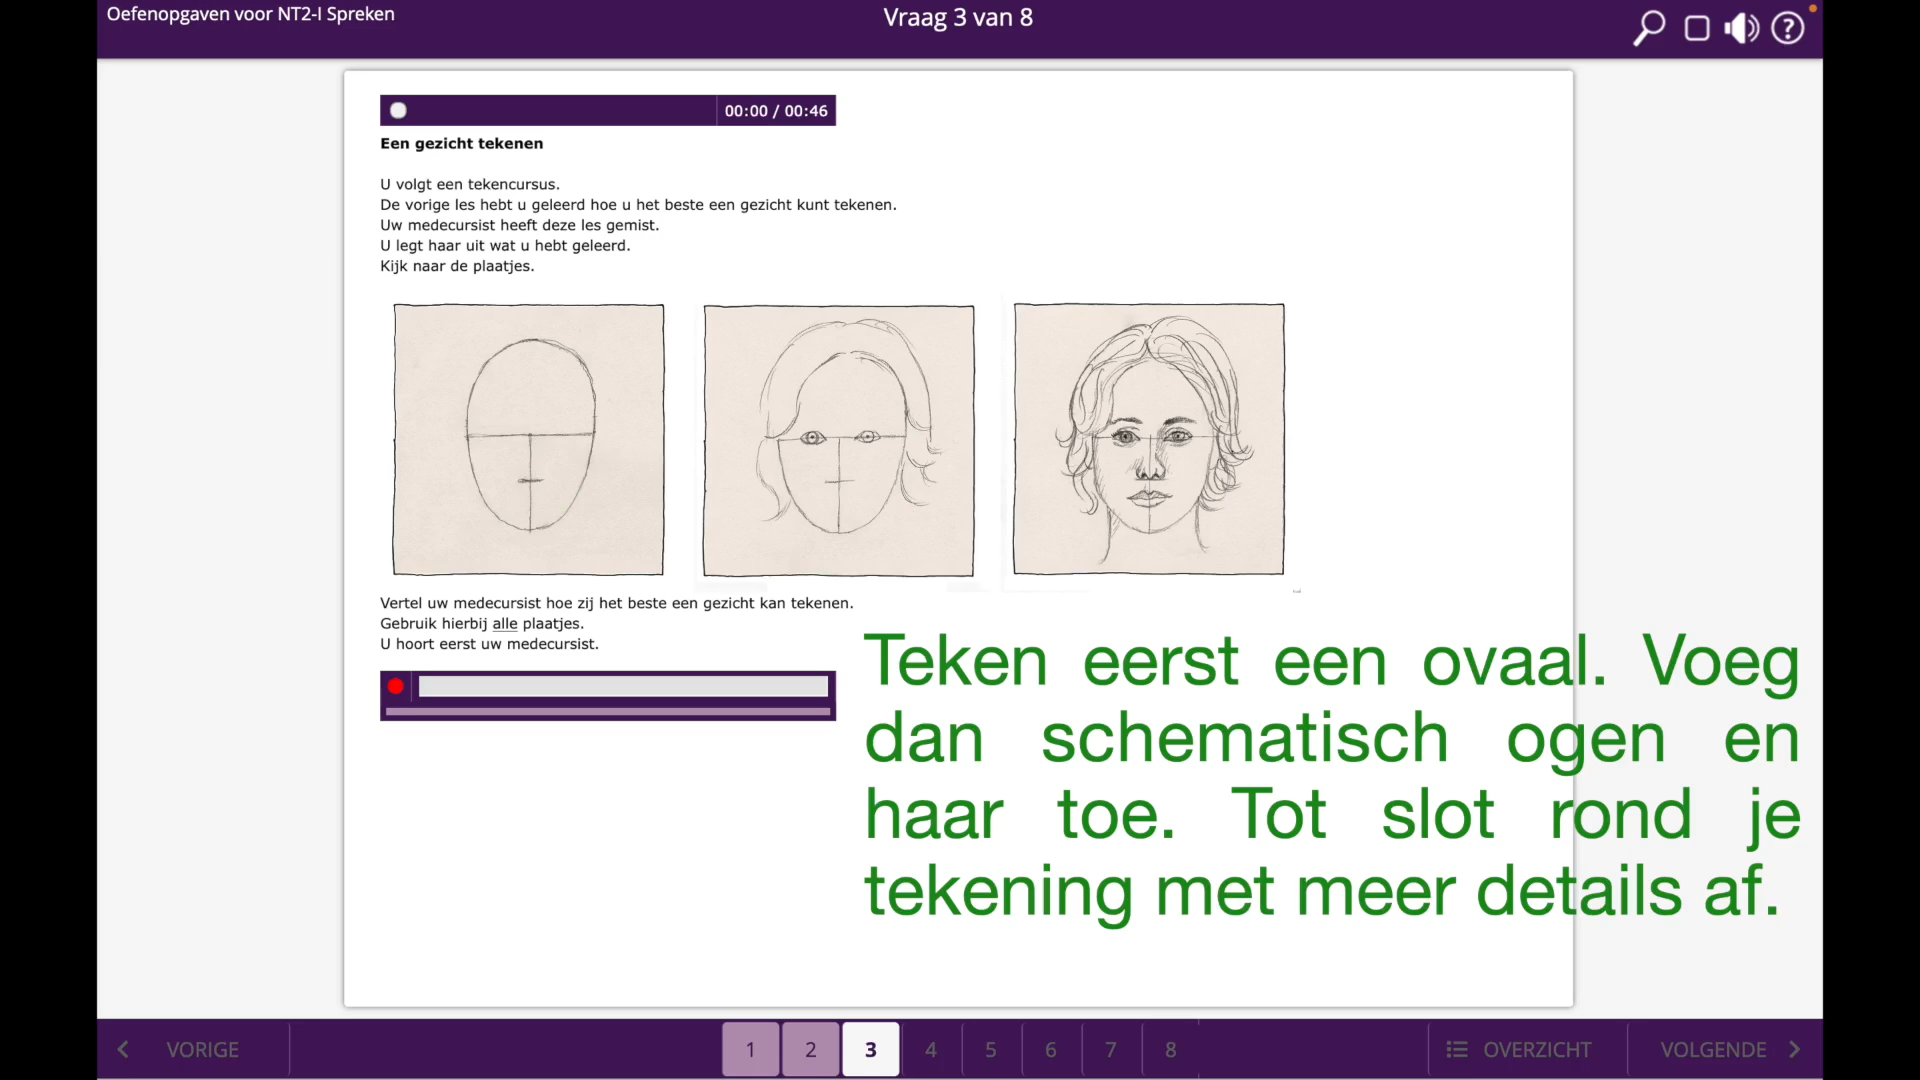 Oefenopgaven voor NT2-I Spreken
Vraag 3 van 8
00:00 / 00:46
Een gezicht tekenen
U volgt een tekencursus.
De vorige les hebt u geleerd hoe u het beste een gezicht kunt tekenen.
Uw medecursist heeft deze les gemist.
U legt haar uit wat u hebt geleerd.
Kijk naar de plaatjes.
Vertel uw medecursist hoe zij het beste een gezicht kan tekenen.
Gebruik hierbij alle plaatjes.
U hoort eerst uw medecursist.
Teken eerst een ovaal. Voeg
dan schematisch ogen en
haar toe. Tot slot rond je
tekening met meer details af.
VORIGE
1 2 3 4 5 6 7 8
OVERZICHT
VOLGENDE